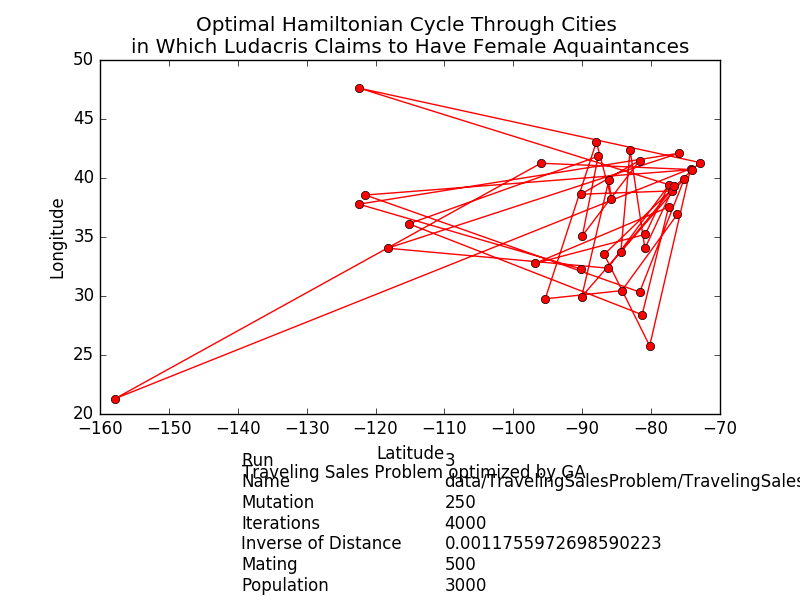 Optimal Hamiltonian Cycle Through Cities
in Which Ludacris Claims to Have Female Aquaintances
50
45
40
35
30
25
20
Longitude
−160 −150 −140 −130 −120 −110 −100 −90 −80 −70
Latitude
Run 3
Traveling Sales Problem optimized by GA
Name data/TravelingSalesProblem/TravelingSales
Mutation 250
Iterations 4000
Inverse of Distance 0.0011755972698590223
Mating 500
Population 3000